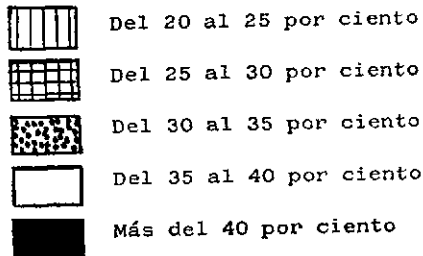 Del 20 al 25 por ciento
Del 25 al 30 por ciento
Del 30 al 35 por ciento
Del 35 al 40 por ciento
Más del 40 por ciento